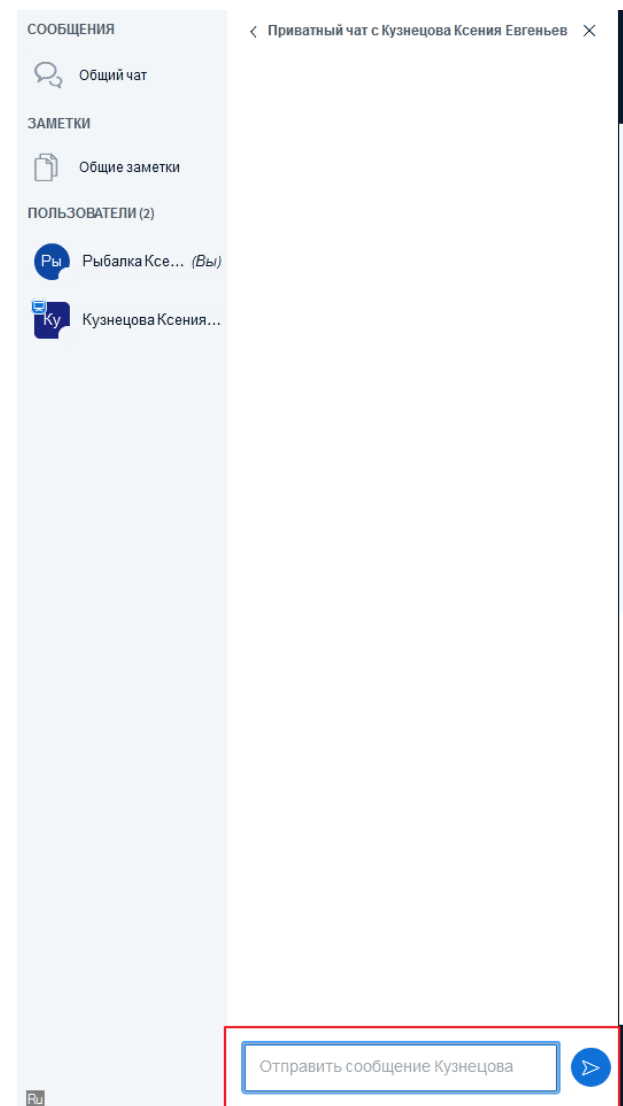 СООБЩЕНИЯ
Общий чат
ЗАМЕТКИ
Общие заметки
ПОЛЬЗОВАТЕЛИ (2)
Ры Рыбалка Ксе... (Вы)
Ку Кузнецова Ксения...
Ru
Приватный чат с Кузнецова Ксения Евгеньев
Отправить сообщение Кузнецова